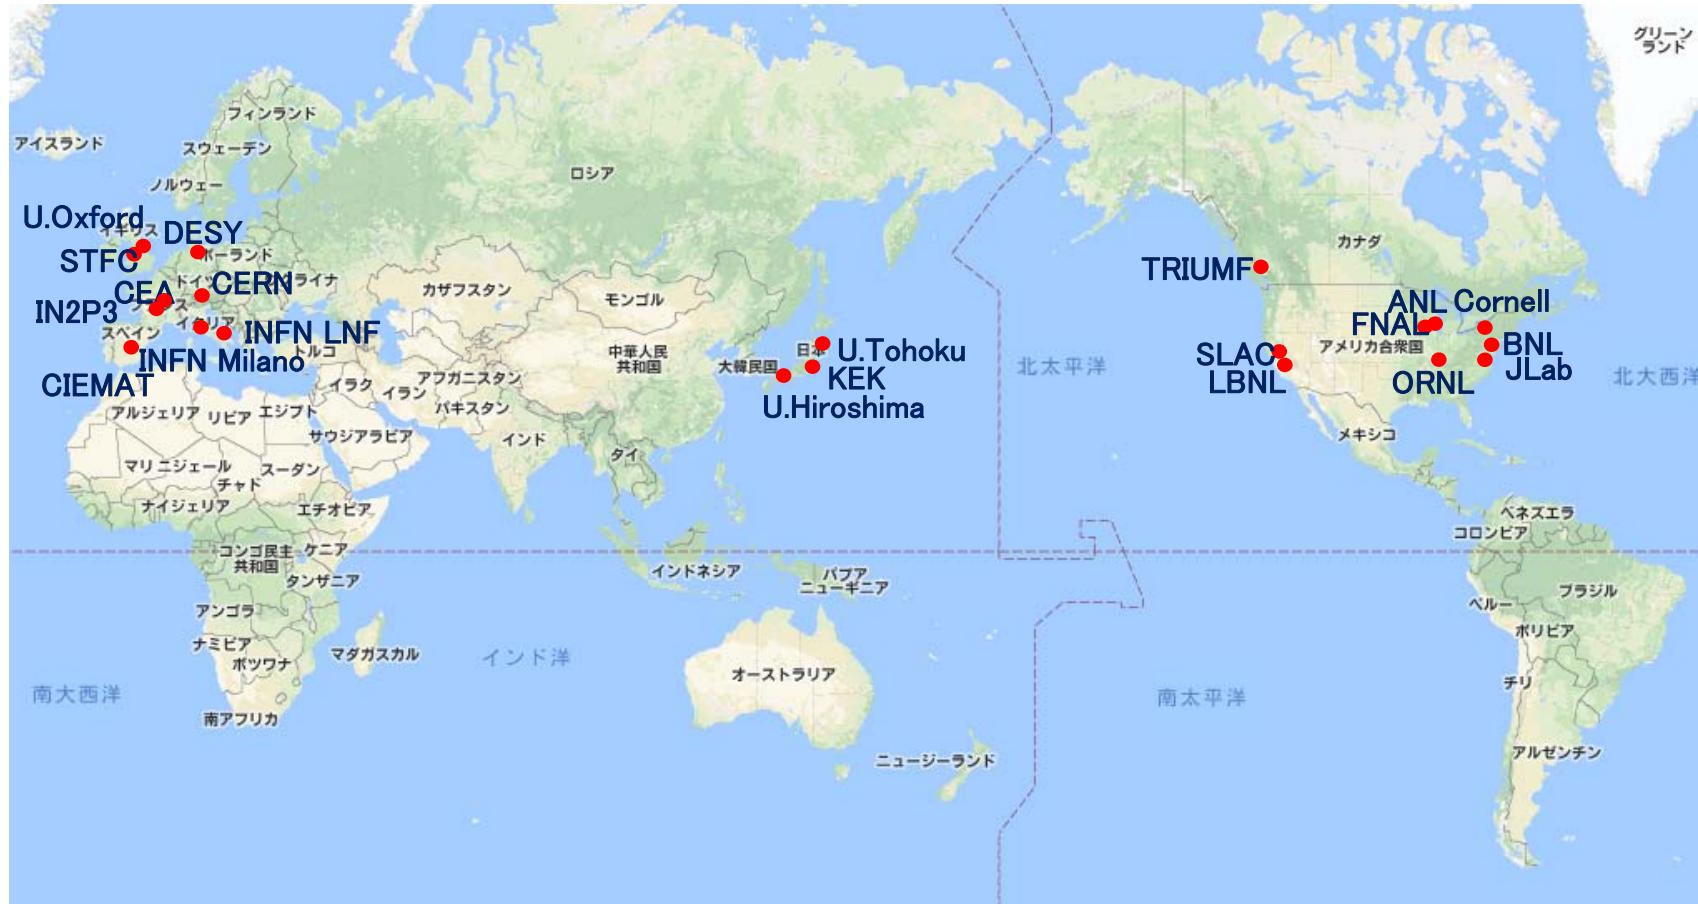 グリーン
ランド
フィンランド
アイスランド
スウェーデン
ロシア
ノルウェー
U.Oxford
イギリス
DESY
ポーランド
カナダ
STFC
TRIUMF
CERN
ウクライナ
CEA
カザフスタン
モンゴル
ANL Cornell
IN2P3
FNAL
イタリア
INFN LNF
スペイン
トルコ
INFN Milano
中華人民
共和国
大韓民国
日本
U.Tohoku
北太平洋
SLAC
アメリカ合衆国
BNL
JLab
北大西洋
CIEMAT
イラク
イラン
アフガニスタン
パキスタン
KEK
LBNL
ORNL
U.Hiroshima
アルジェリア
リビア
エジプト
サウジアラビア
インド
メキシコ
マリ
ニジェール
チャド
スーダン
タイ
ナイジェリア
エチオピア
ベネズエラ
コロンビア
コンゴ民主
共和国
ケニア
タンザニア
インドネシア
パプア
ニューギニア
ブラジル
ペルー
アンゴラ
ボリビア
ナミビア
ボツワナ
マダガスカル
インド洋
オーストラリア
チリ
南大西洋
南太平洋
南アフリカ
ニュージーランド
アルゼンチン